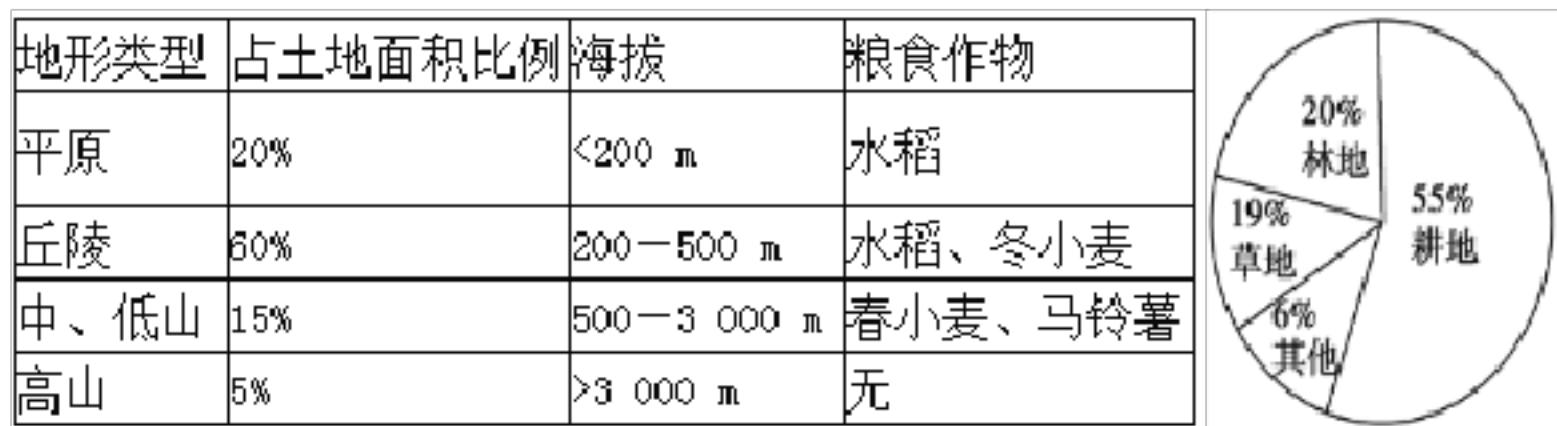 地形类型 占土地面积比例 海拔 粮食作物
平原 20% <200 m 水稻
丘陵 60% 200—500 m 水稻、冬小麦
中、低山 15% 500—3 000 m 春小麦、马铃薯
高山 5% >3 000 m 无
20%
林地
55%
耕地
19%
草地
6%
其他